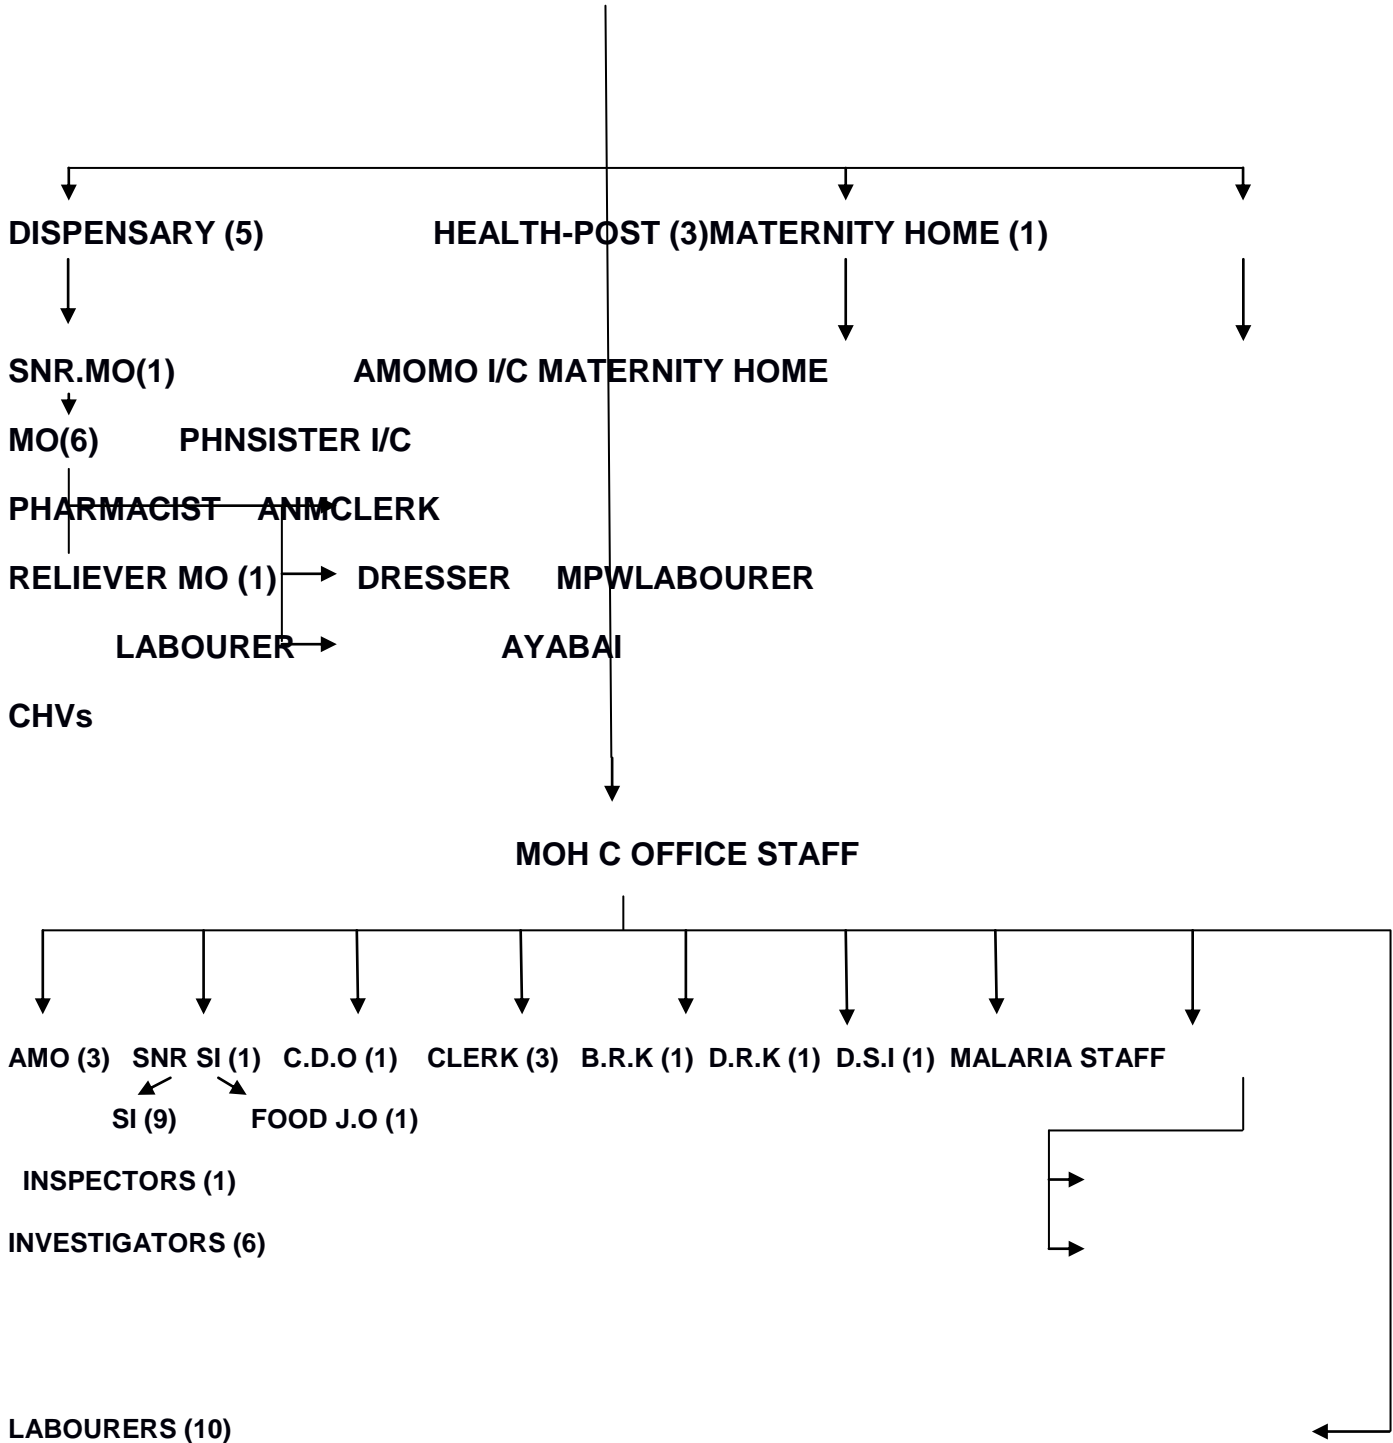 DISPENSARY (5) HEALTH-POST (3)MATERNITY HOME (1)
SNR.MO(1) AMOMO I/C MATERNITY HOME
MO(6) PHNSISTER I/C
PHARMACIST ANMCLERK
RELIEVER MO (1) DRESSER MPWLABOURER
LABOURER AYABAI
CHVs
MOH C OFFICE STAFF
AMO (3) SNR SI (1) C.D.O (1) CLERK (3) B.R.K (1) D.R.K (1) D.S.I (1) MALARIA STAFF
SI (9) FOOD J.O (1)
INSPECTORS (1)
INVESTIGATORS (6)
LABOURERS (10)